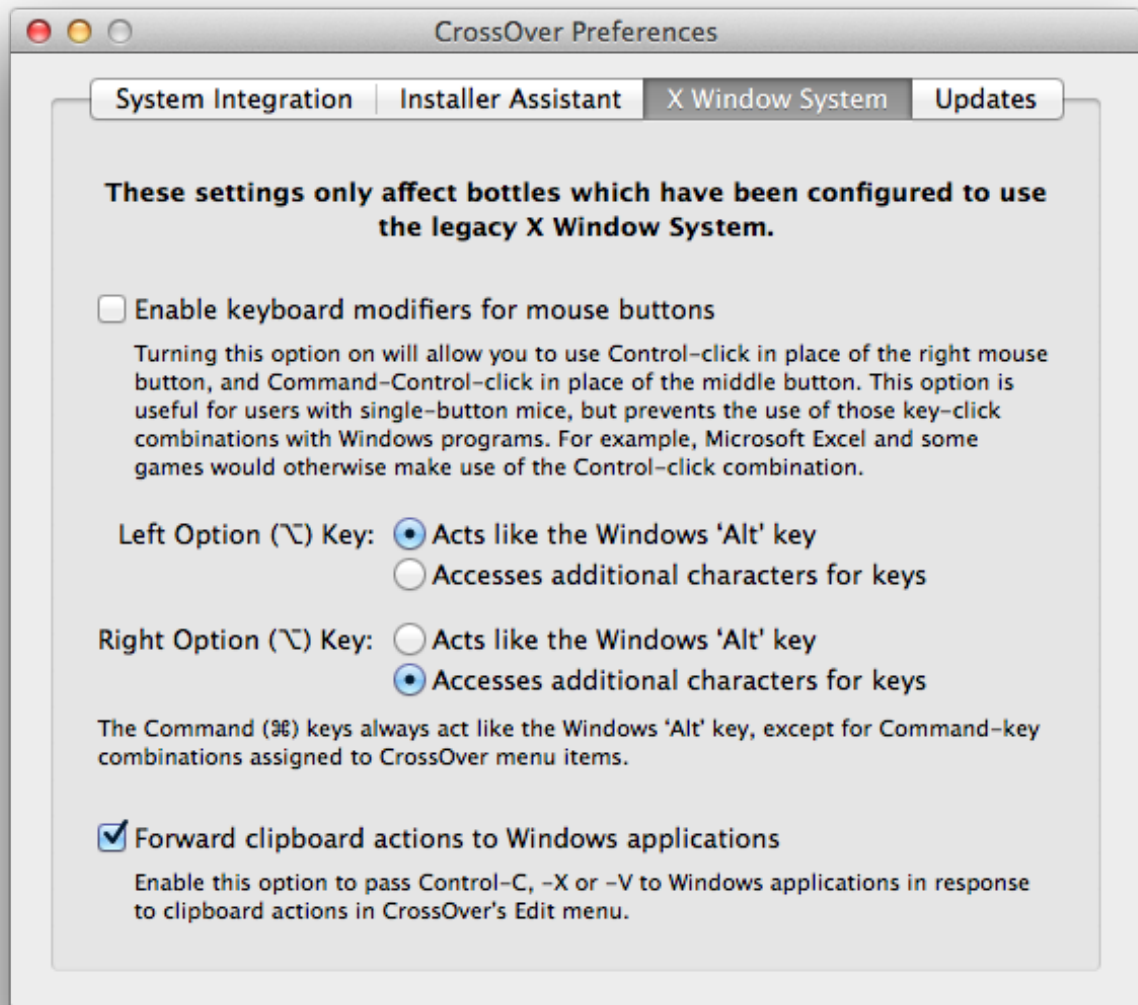 CrossOver Preferences
System Integration Installer Assistant X Window System Updates
These settings only affect bottles which have been configured to use
the legacy X Window System.
Enable keyboard modifiers for mouse buttons
Turning this option on will allow you to use Control-click in place of the right mouse
button, and Command-Control-click in place of the middle button. This option is
useful for users with single-button mice, but prevents the use of those key-click
combinations with Windows programs. For example, Microsoft Excel and some
games would otherwise make use of the Control-click combination.
Left Option (⌥) Key: Acts like the Windows ‘Alt’ key
Accesses additional characters for keys
Right Option (⌥) Key: Acts like the Windows ‘Alt’ key
Accesses additional characters for keys
The Command (⌘) keys always act like the Windows ‘Alt’ key, except for Command-key
combinations assigned to CrossOver menu items.
Forward clipboard actions to Windows applications
Enable this option to pass Control-C, -X or -V to Windows applications in response
to clipboard actions in CrossOver’s Edit menu.